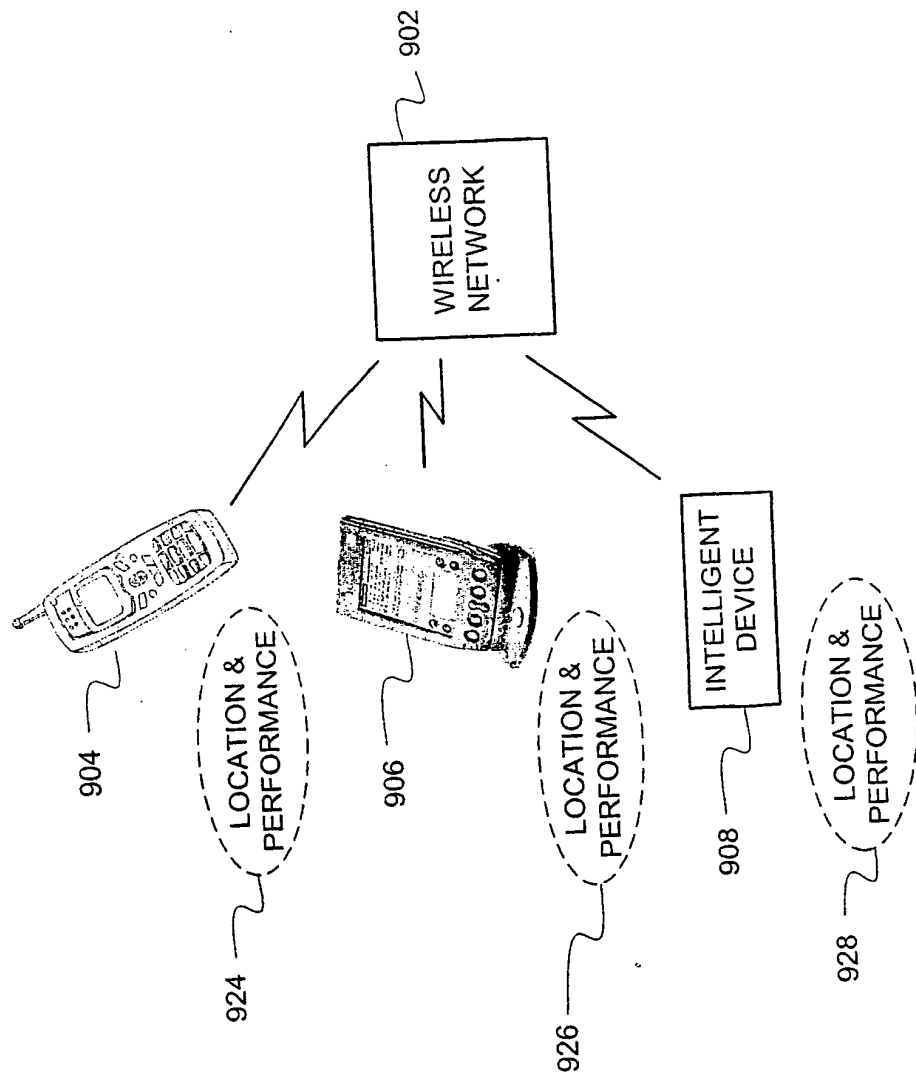 904
924
LOCATION &
PERFORMANCE
906
926
LOCATION &
PERFORMANCE
908
INTELLIGENT
DEVICE
928
LOCATION &
PERFORMANCE
902
WIRELESS
NETWORK